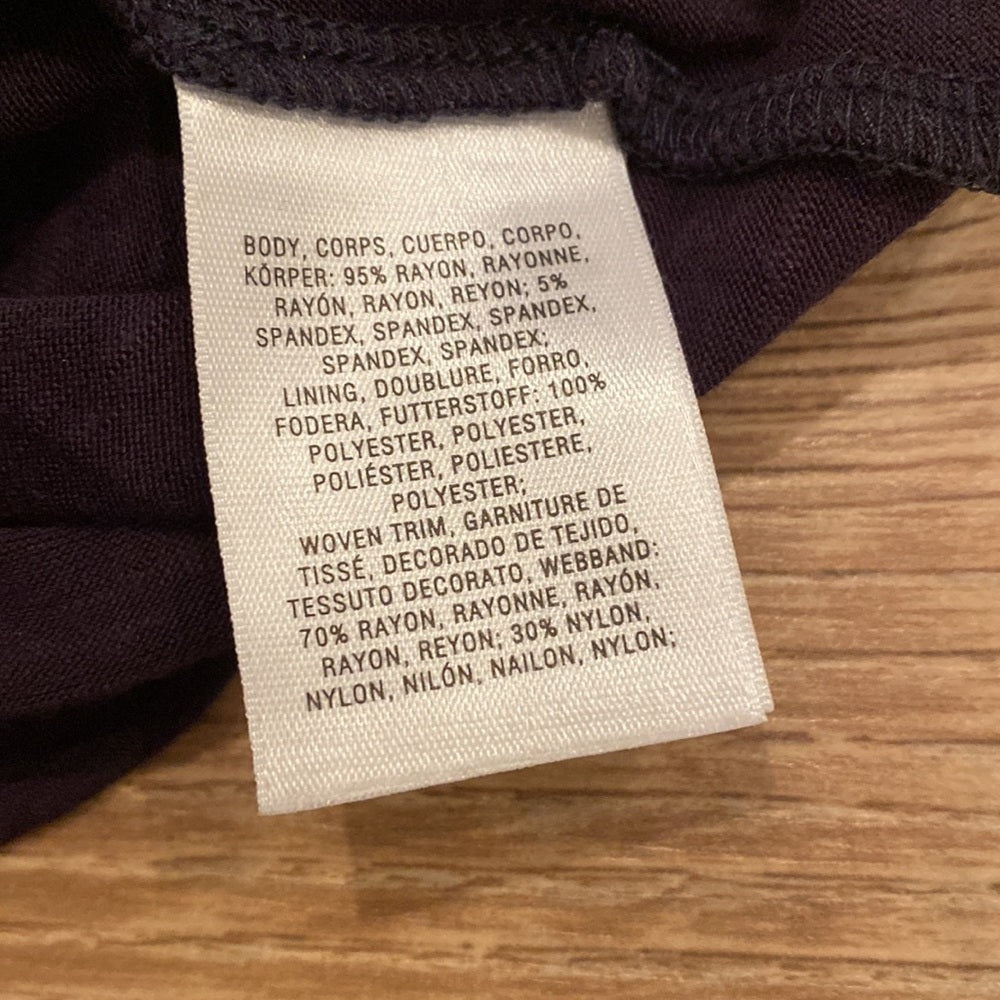 BODY, CORPS, CUERPO, CORPO,
KÖRPER: 95% RAYON, RAYONNE,
RAYÓN, RAYON, REYON; 5%
SPANDEX, SPANDEX, SPANDEX,
SPANDEX, SPANDEX;
LINING, DOUBLURE, FORRO,
FODERA, FUTTERSTOFF: 100%
POLYESTER, POLYESTER,
POLIÉSTER, POLIESTERE,
POLYESTER;
WOVEN TRIM, GARNITURE DE
TISSÉ, DECORADO DE TEJIDO,
TESSUTO DECORATO, WEBBAND:
70% RAYON, RAYONNE, RAYÓN,
RAYON, REYON; 30% NYLON,
NYLON, NILÓN, NAILON, NYLON;